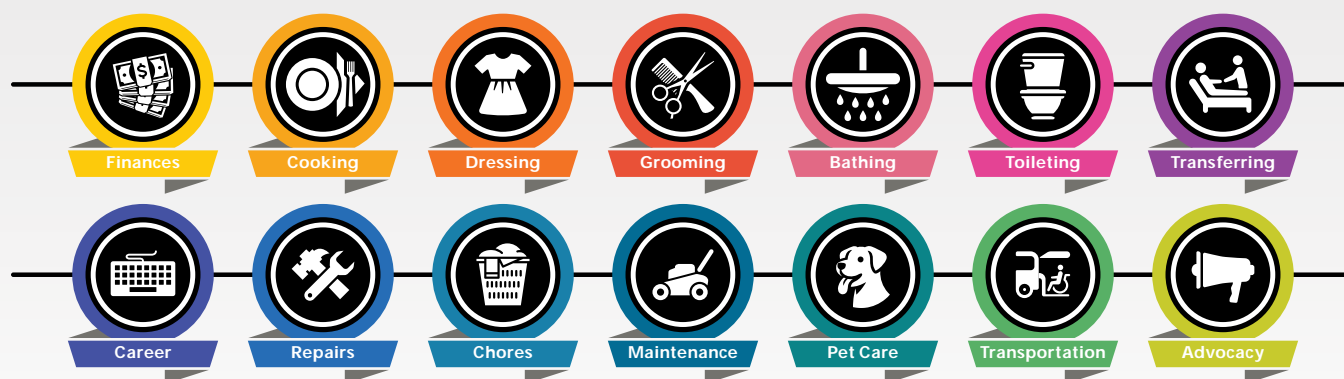 Finances Cooking Dressing Grooming Bathing Toileting Transferring
Career Repairs Chores Maintenance Pet Care Transportation Advocacy